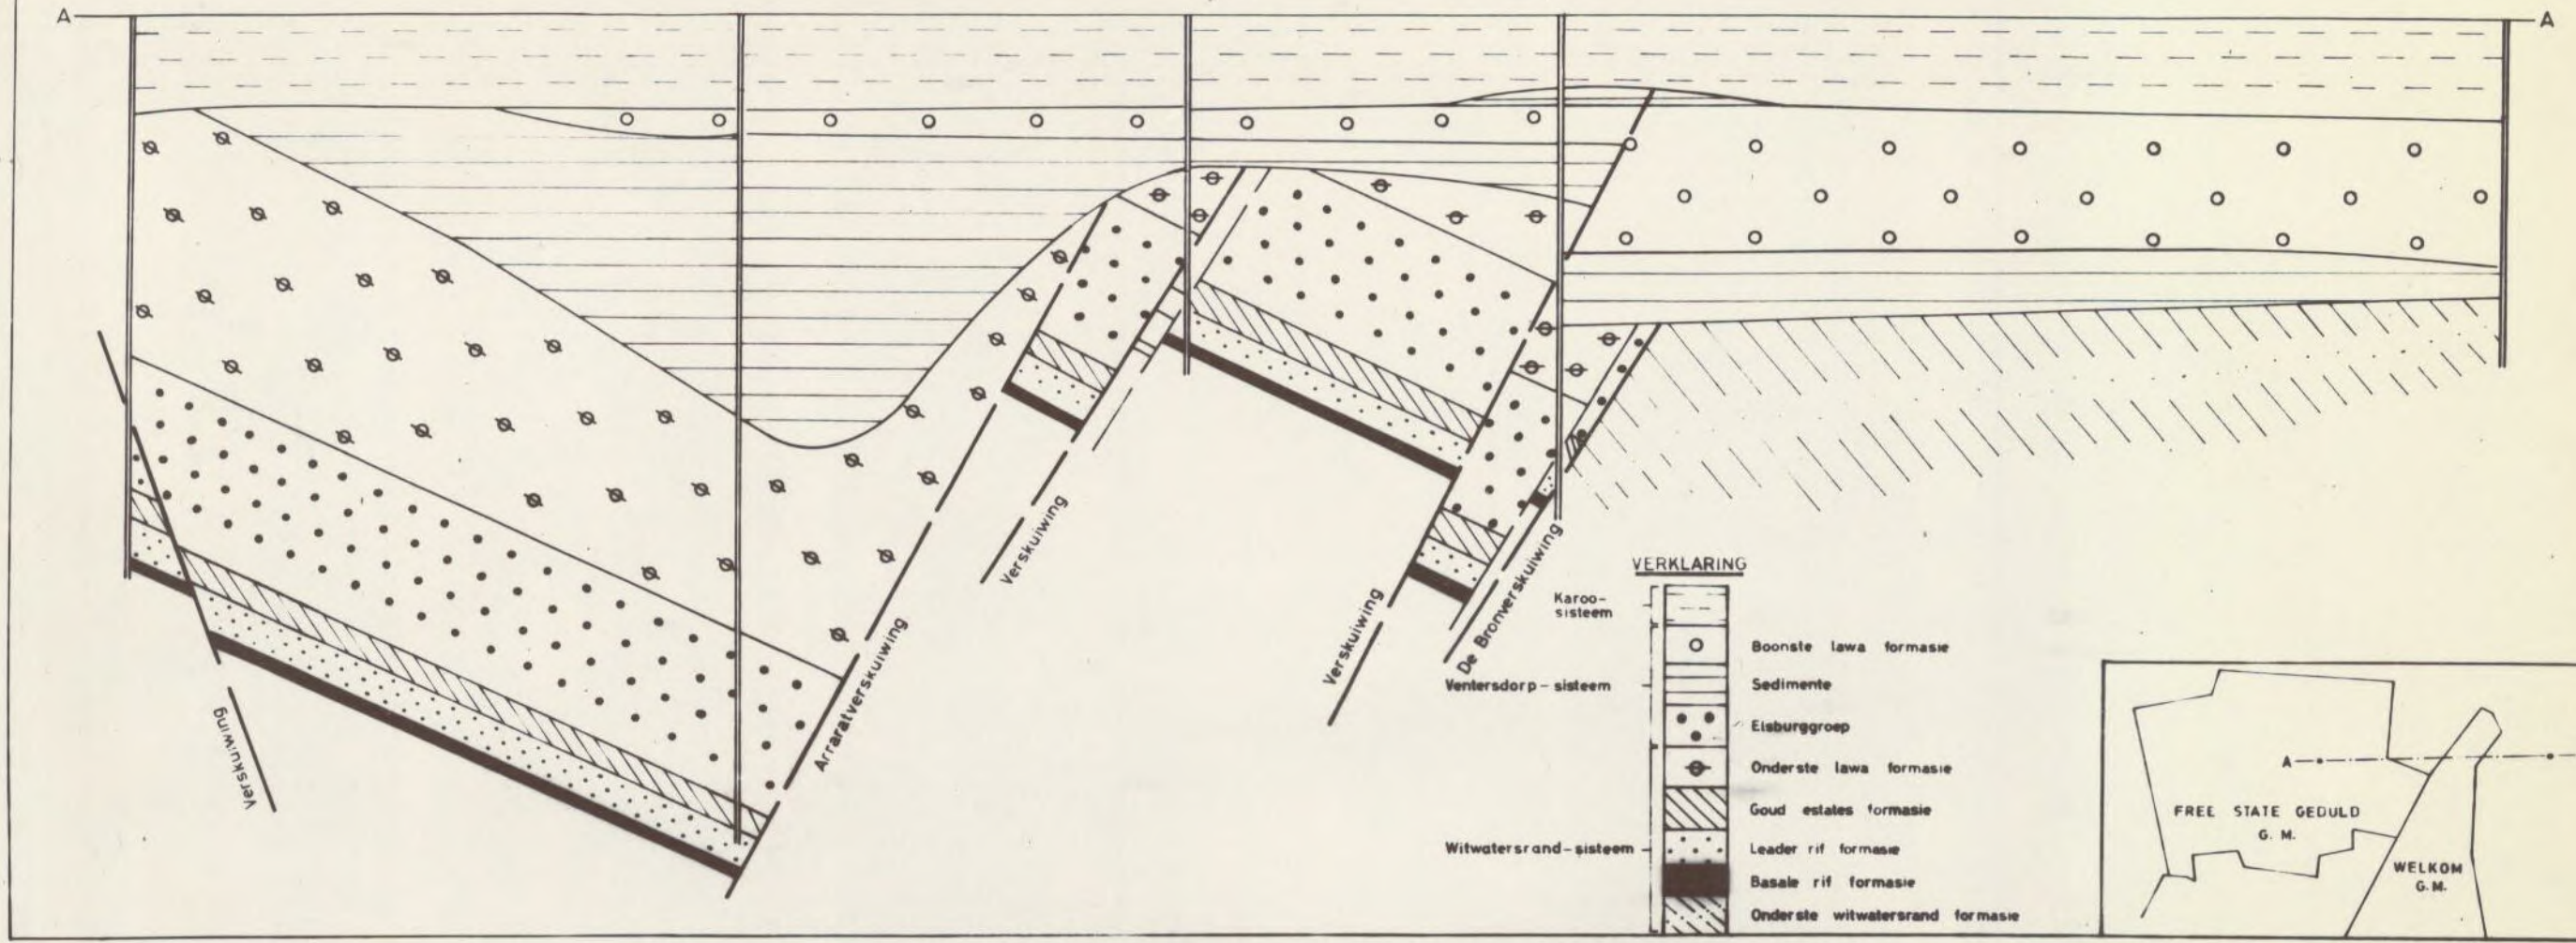 A A
Verskuiwing
Arraratverskuiwing
Verskuiwing
Verskuiwing
De Bronverskuiwing
VERKLARING
Karoo-
sisteem
Boonste lawa formasie
Ventersdorp-sisteem
Sedimente
Elsburggroep
Onderste lawa formasie
Goud estates formasie
Witwatersrand-sisteem
Leader rif formasie
Basale rif formasie
Onderste witwatersrand formasie
A
FREE STATE GEDULD
G. M.
WELKOM
G.M.